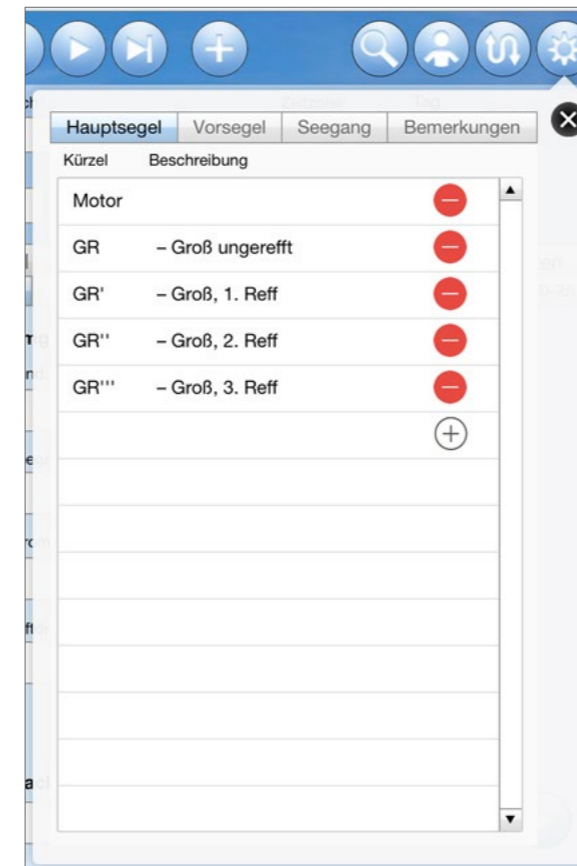 Hauptsegel Vorsegel Seegang Bemerkungen
Kürzel Beschreibung
Motor
GR – Groß ungerefft
GR' – Groß, 1. Reff
GR'' – Groß, 2. Reff
GR''' – Groß, 3. Reff